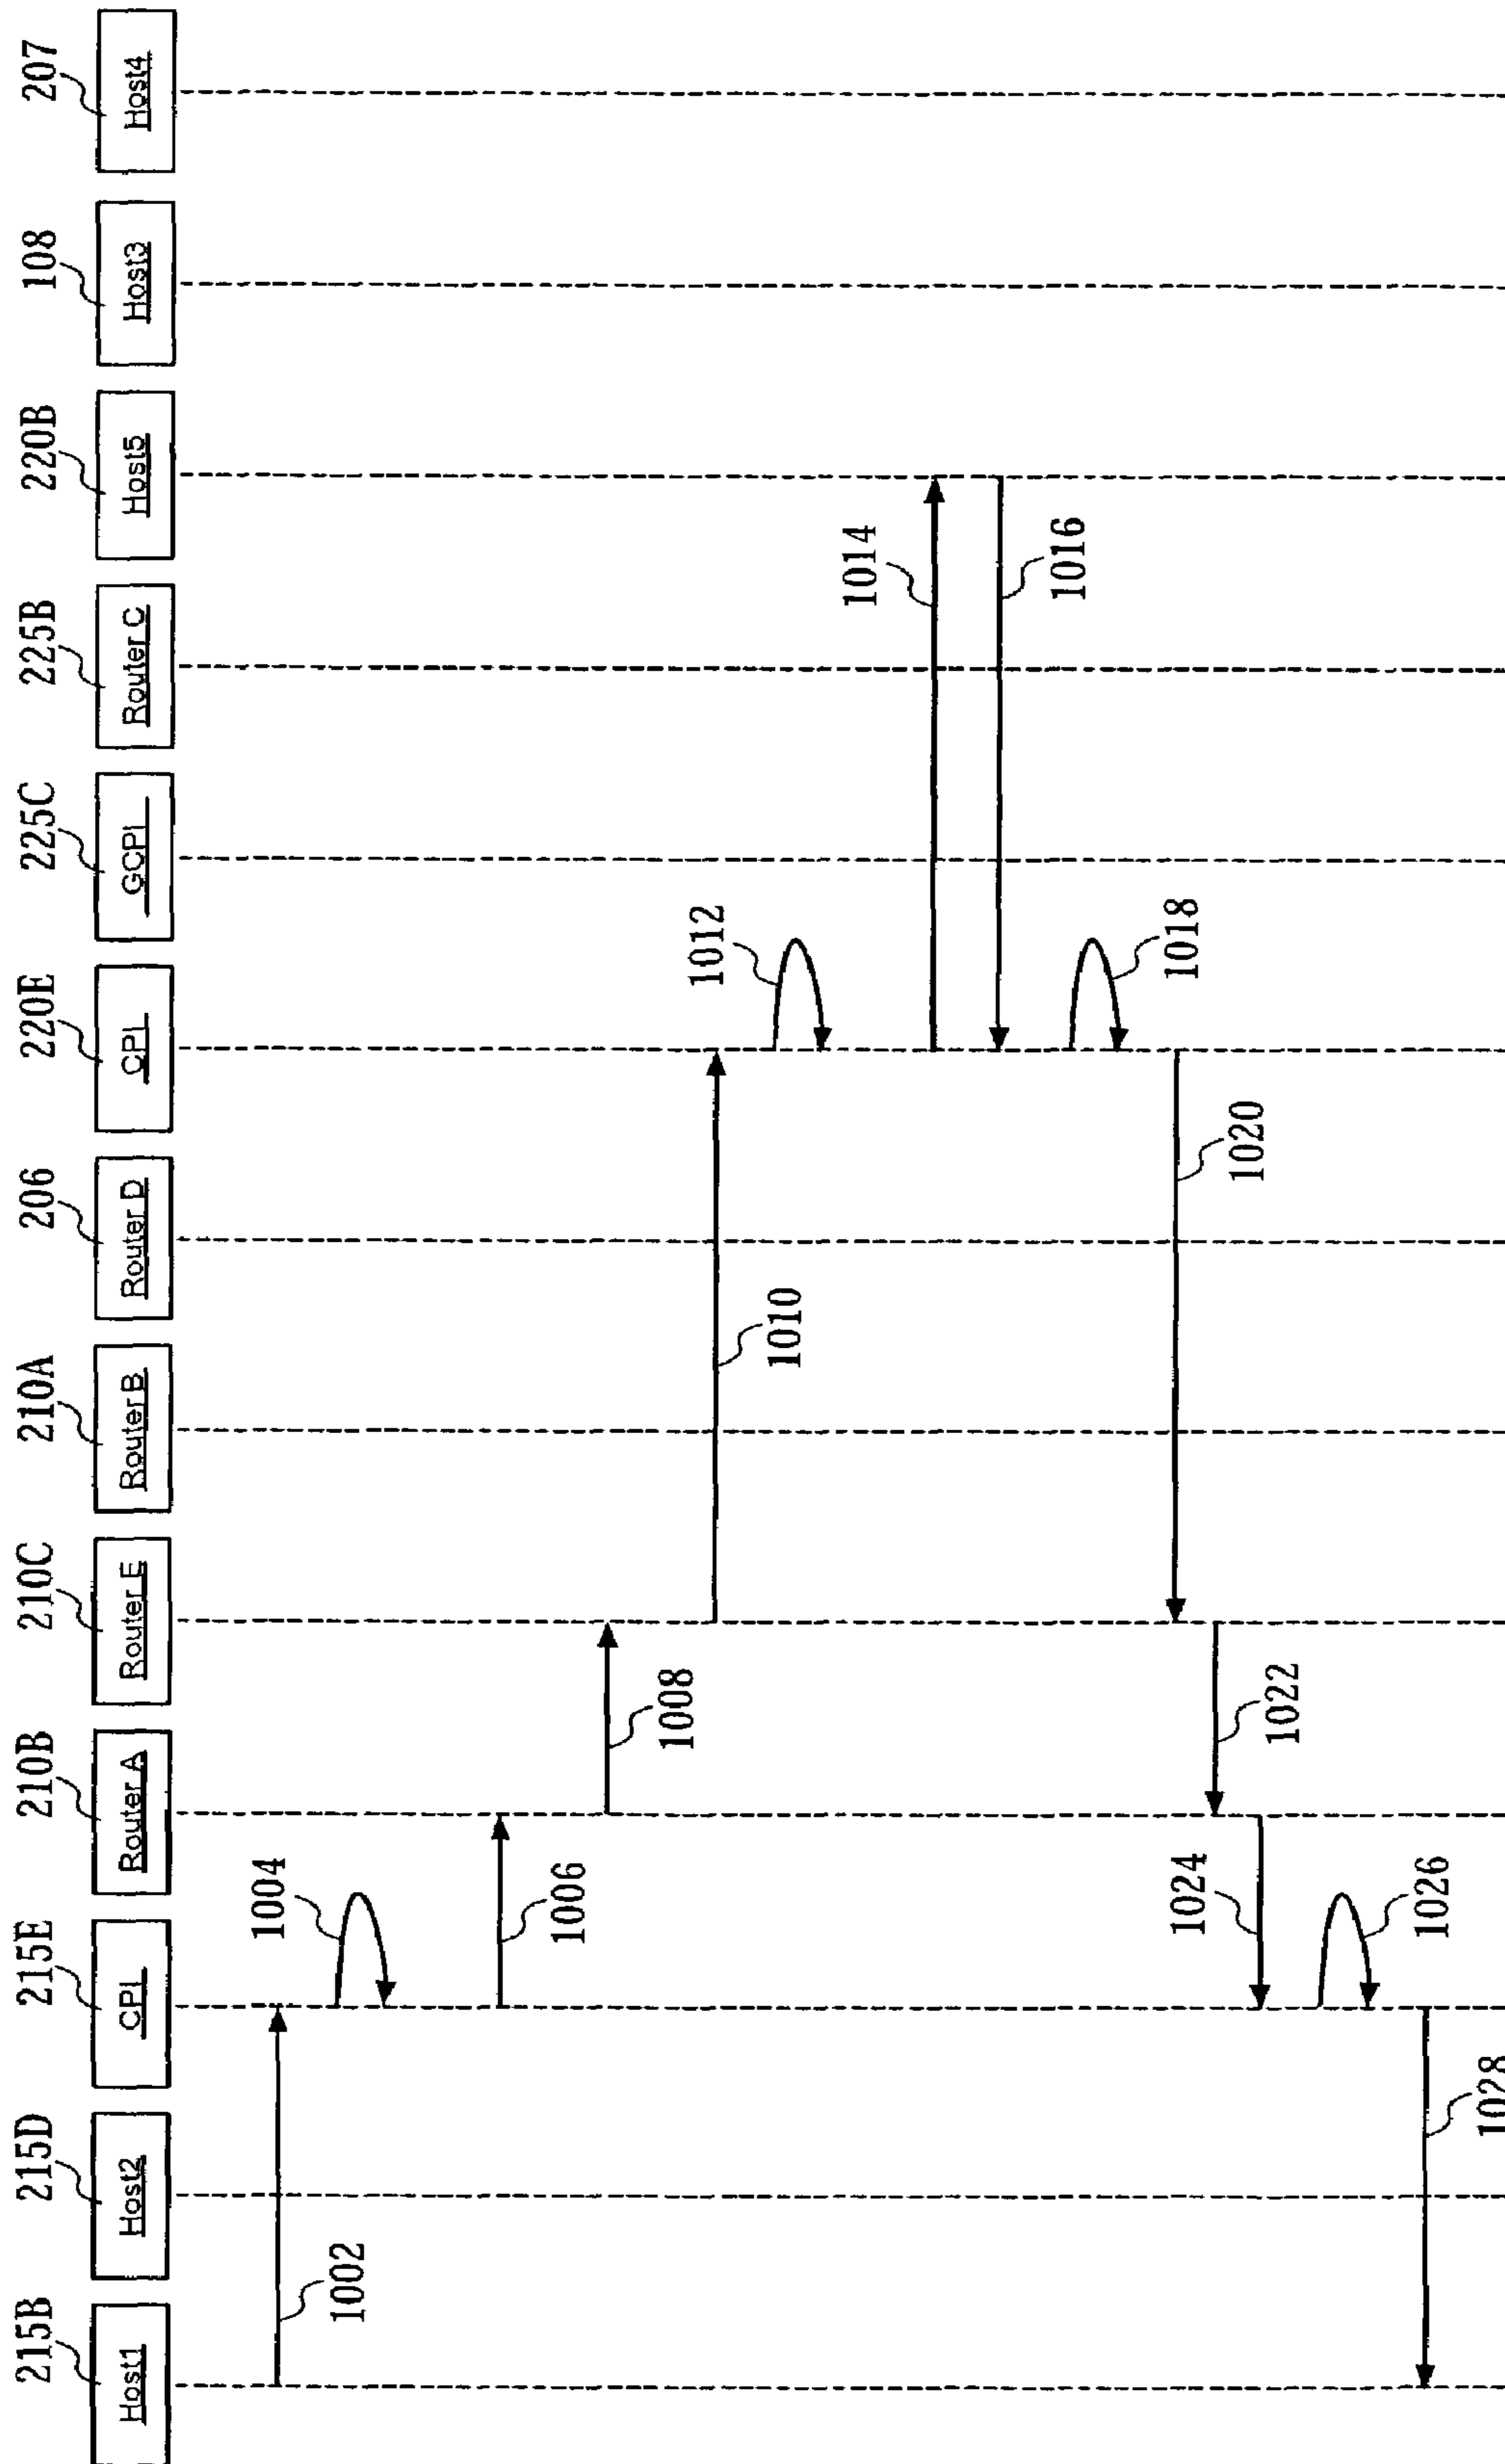 215B
215D
215E
210B
210C
210A
206
220E
225C
225B
220B
108
207
Host1
Host2
CPI
Router A
Router E
Router B
Router D
CPI
GCPI
Router C
Host5
Host3
Host4
1002
1004
1006
1008
1010
1012
1014
1016
1018
1020
1022
1024
1026
1028